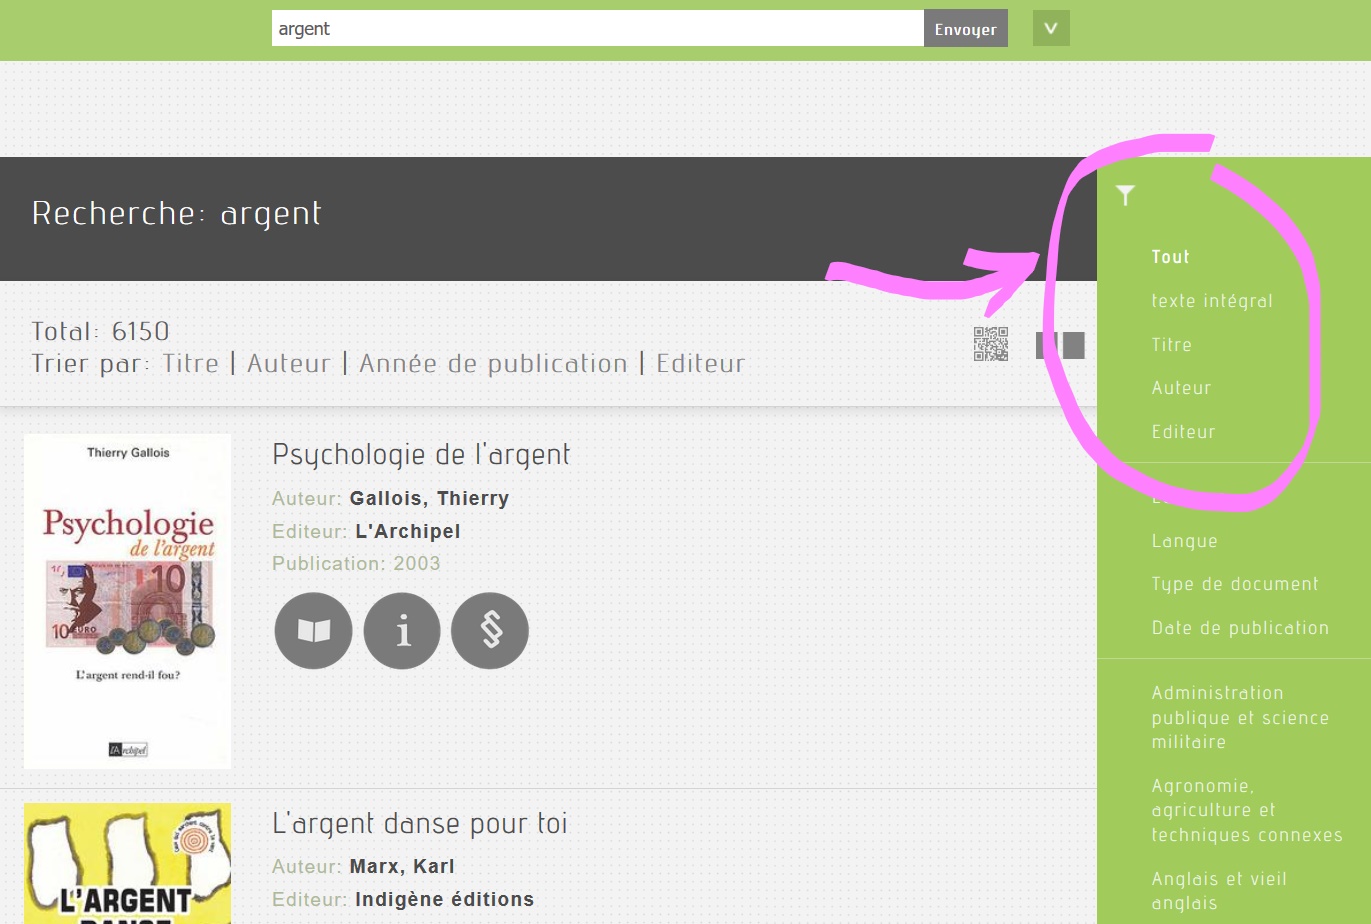 argent
Envoyer
v
Recherche: argent
Total: 6150
Trier par: Titre | Auteur | Année de publication | Editeur
Tout
texte intégral
Titre
Auteur
Editeur
Langue
Type de document
Date de publication
Administration
publique et science
militaire
Agronomie,
agriculture et
techniques connexes
Anglais et vieil
anglais
Thierry Gallois
Psychologie
de l'argent
10
10 EURO
L'argent rend-il fou?
l'Archipel
Psychologie de l'argent
Auteur: Gallois, Thierry
Editeur: L'Archipel
Publication: 2003
i
§
L'ARGENT
DANSE
L'argent danse pour toi
Auteur: Marx, Karl
Editeur: Indigène éditions